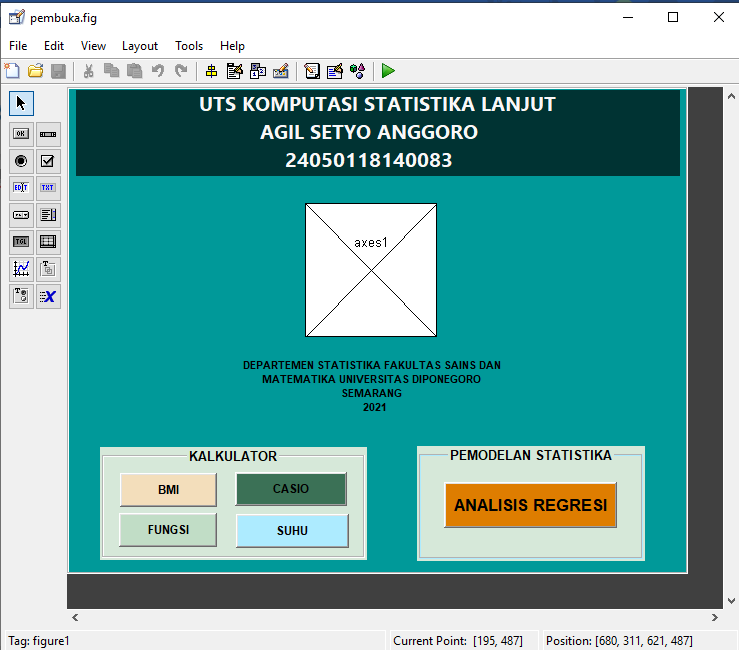 pembuka.fig
File Edit View Layout Tools Help
OK
EDIT TXT
TGL
UTS KOMPUTASI STATISTIKA LANJUT
AGIL SETYO ANGGORO
24050118140083
axes1
DEPARTEMEN STATISTIKA FAKULTAS SAINS DAN
MATEMATIKA UNIVERSITAS DIPONEGORO
SEMARANG
2021
KALKULATOR
BMI CASIO
FUNGSI SUHU
PEMODELAN STATISTIKA
ANALISIS REGRESI
Tag: figure1 Current Point: [195, 487] Position: [680, 311, 621, 487]